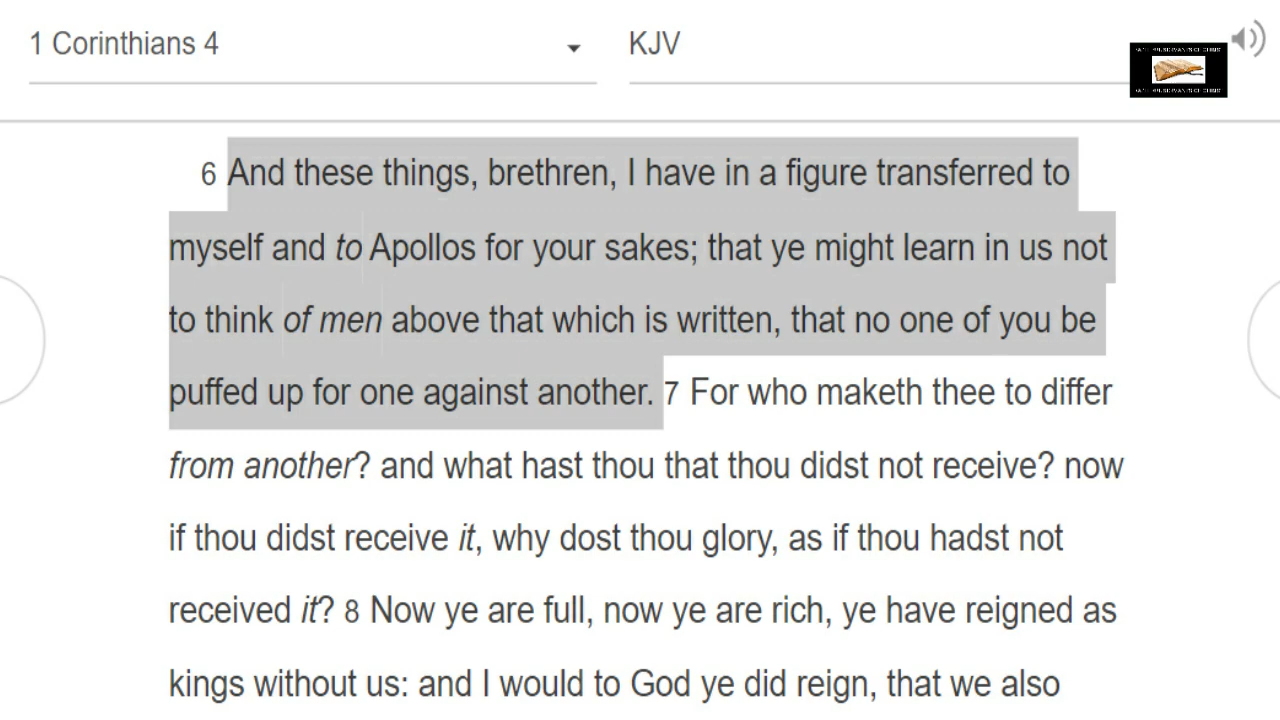 1 Corinthians 4
KJV
6 And these things, brethren, I have in a figure transferred to
myself and to Apollos for your sakes; that ye might learn in us not
to think of men above that which is written, that no one of you be
puffed up for one against another. 7 For who maketh thee to differ
from another? and what hast thou that thou didst not receive? now
if thou didst receive it, why dost thou glory, as if thou hadst not
received it? 8 Now ye are full, now ye are rich, ye have reigned as
kings without us: and I would to God ye did reign, that we also